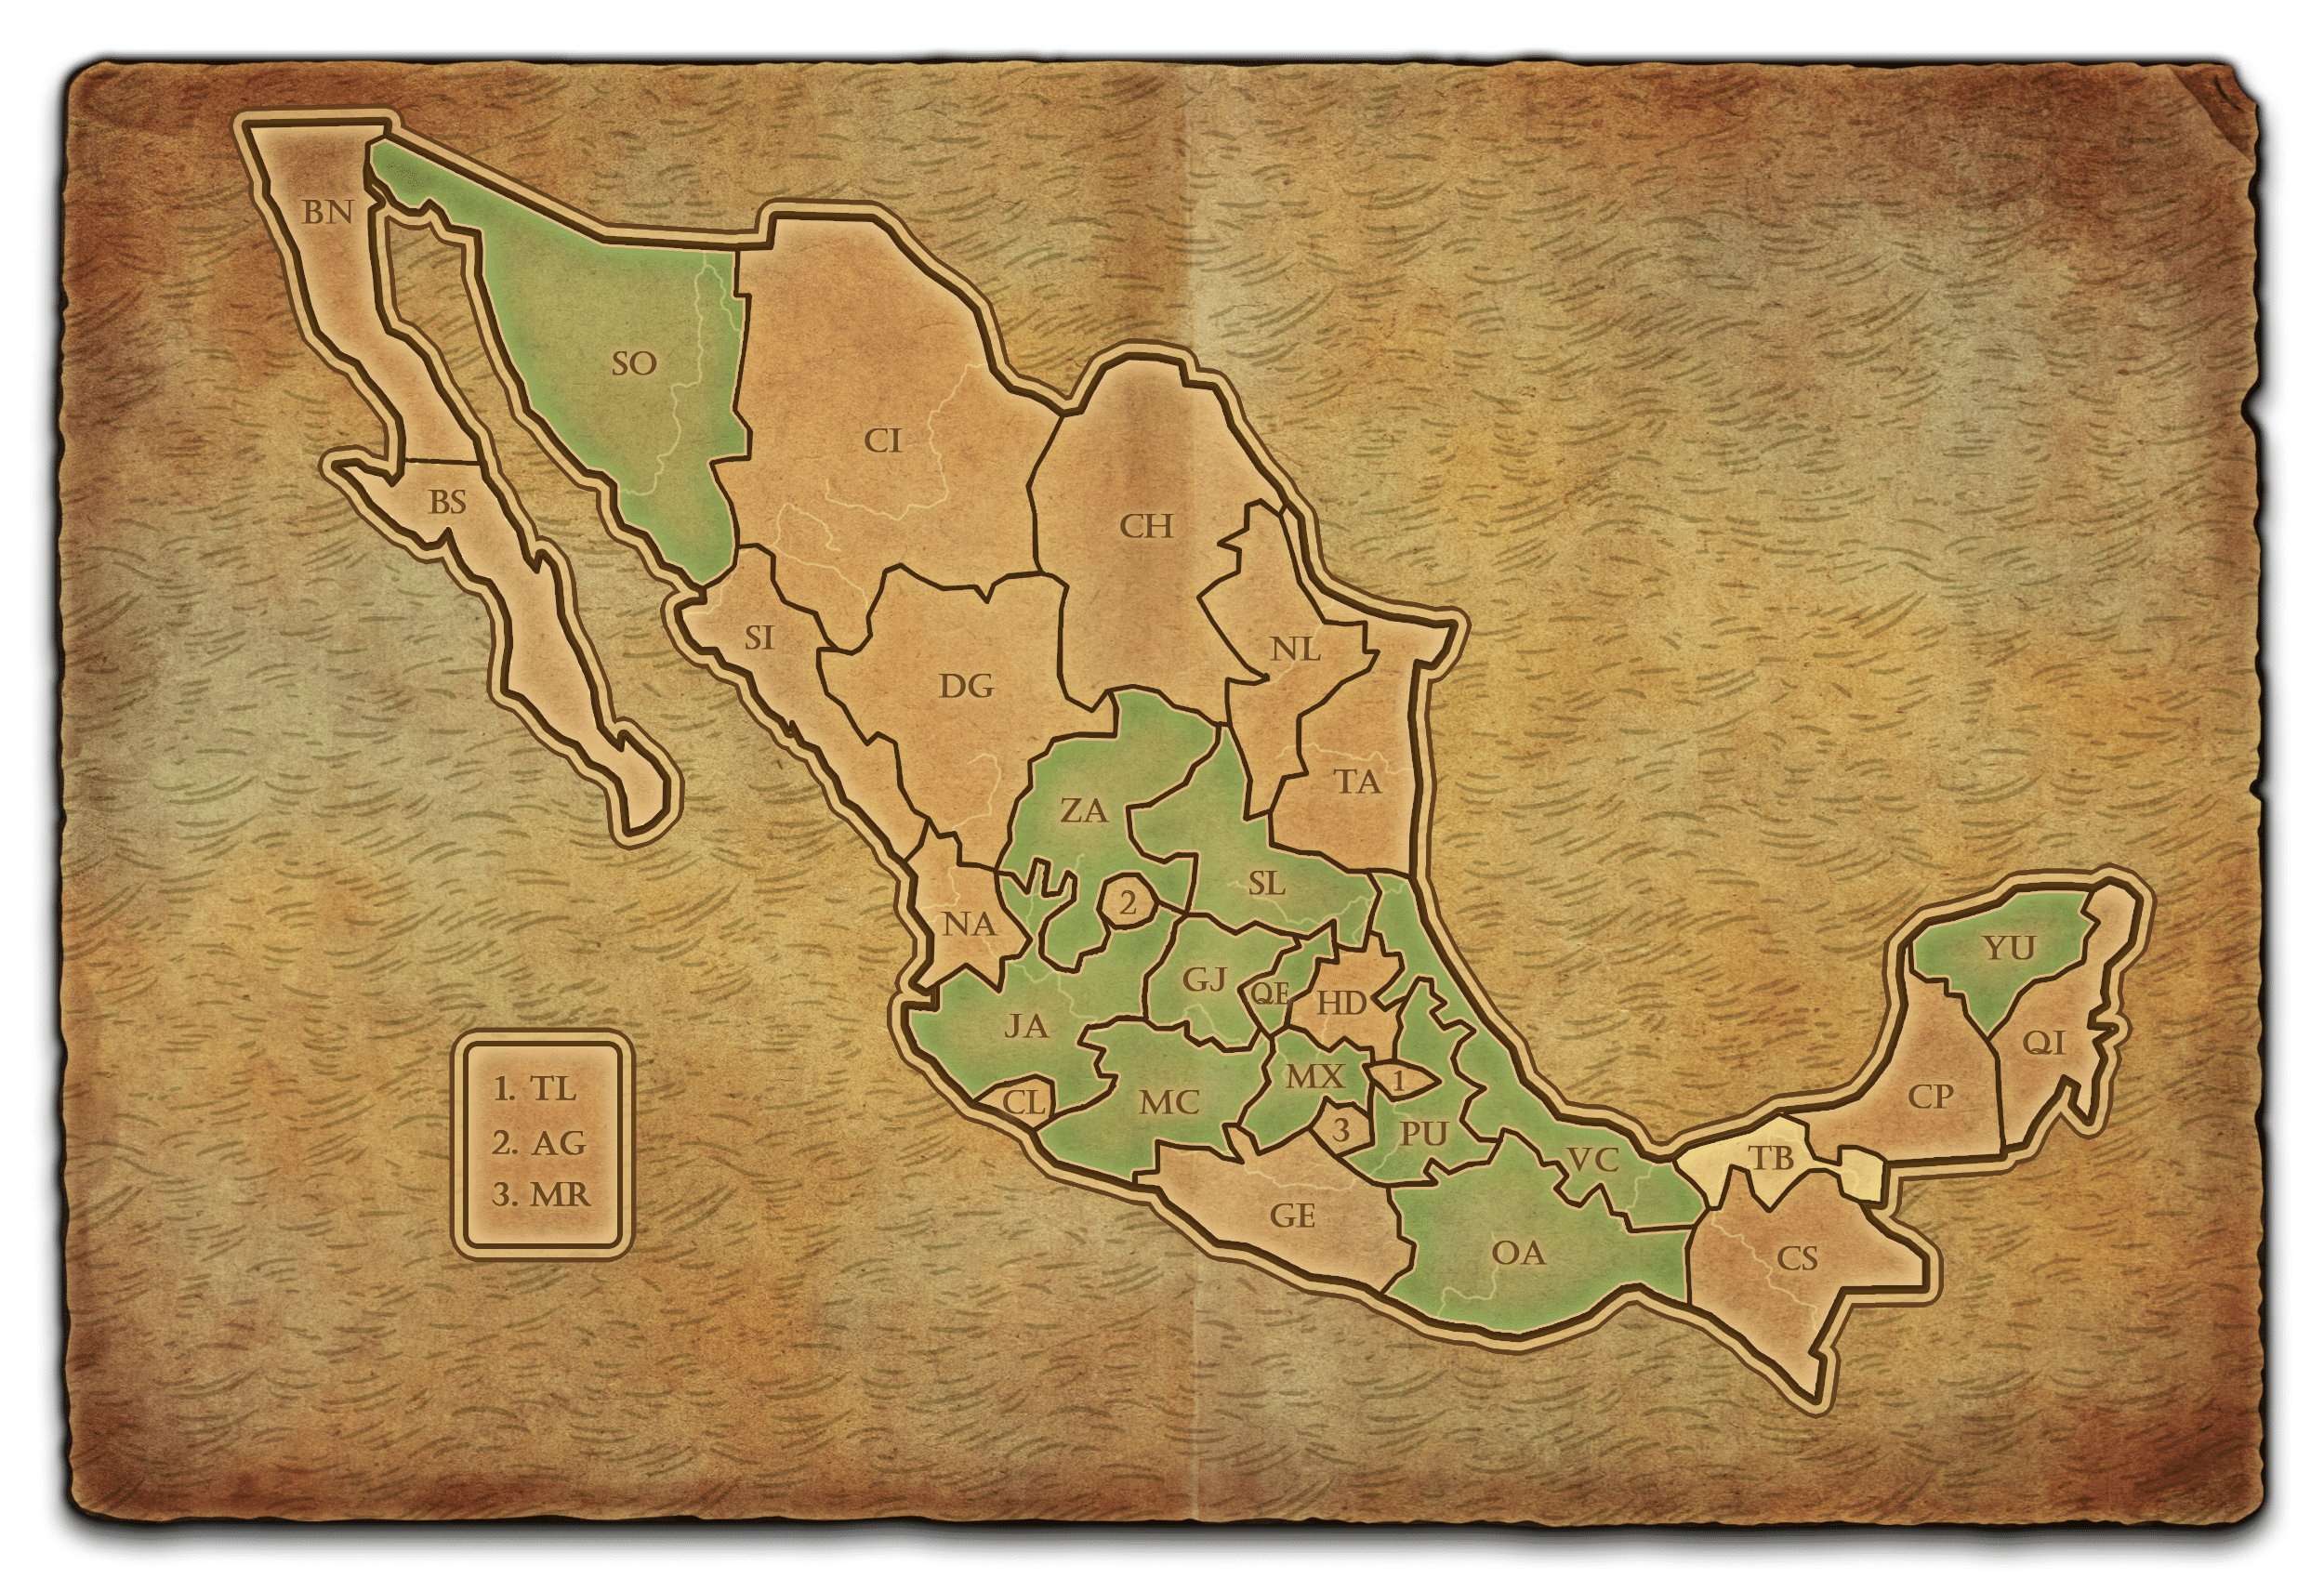 BN
SO
CI
BS
CH
SI
NL
DG
TA
ZA
SL
2
NA
YU
GJ
QE
HD
JA
QI
MX
1
CL
MC
CP
3
PU
VC
TB
GE
OA
CS
1. TL
2. AG
3. MR